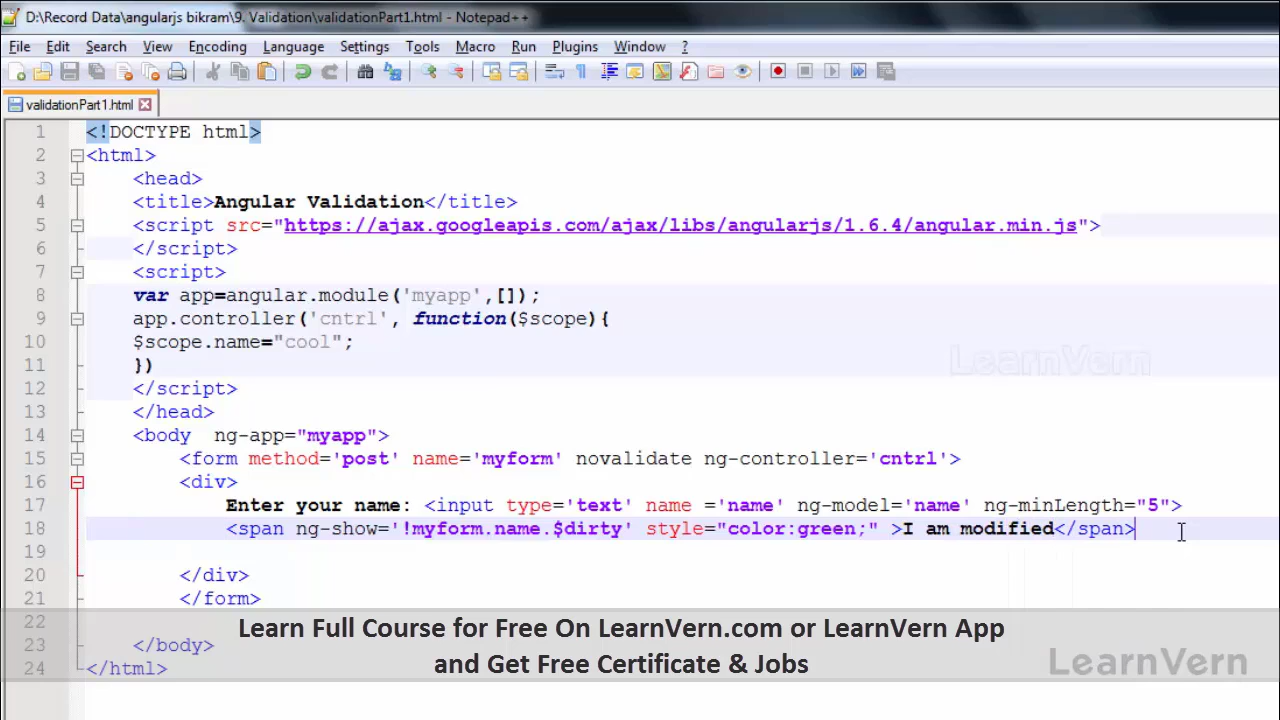 D:\Record Data\angularjs bikram\9. Validation\validationPart1.html - Notepad++
File Edit Search View Encoding Language Settings Tools Macro Run Plugins Window ?
validationPart1.html
1 <!DOCTYPE html>
2 <html>
3 <head>
4 <title>Angular Validation</title>
5 <script src="https://ajax.googleapis.com/ajax/libs/angularjs/1.6.4/angular.min.js">
6 </script>
7 <script>
8 var app=angular.module('myapp',[]);
9 app.controller('cntrl', function($scope){
10 $scope.name="cool";
11 })
12 </script>
13 </head>
14 <body ng-app="myapp">
15 <form method='post' name='myform' novalidate ng-controller='cntrl'>
16 <div>
17 Enter your name: <input type='text' name ='name' ng-model='name' ng-minLength="5">
18 <span ng-show='!myform.name.$dirty' style="color:green;" >I am modified</span>
19
20 </div>
21 </form>
22
23 </body>
24 </html>
LearnVern
Learn Full Course for Free On LearnVern.com or LearnVern App
and Get Free Certificate & Jobs
LearnVern